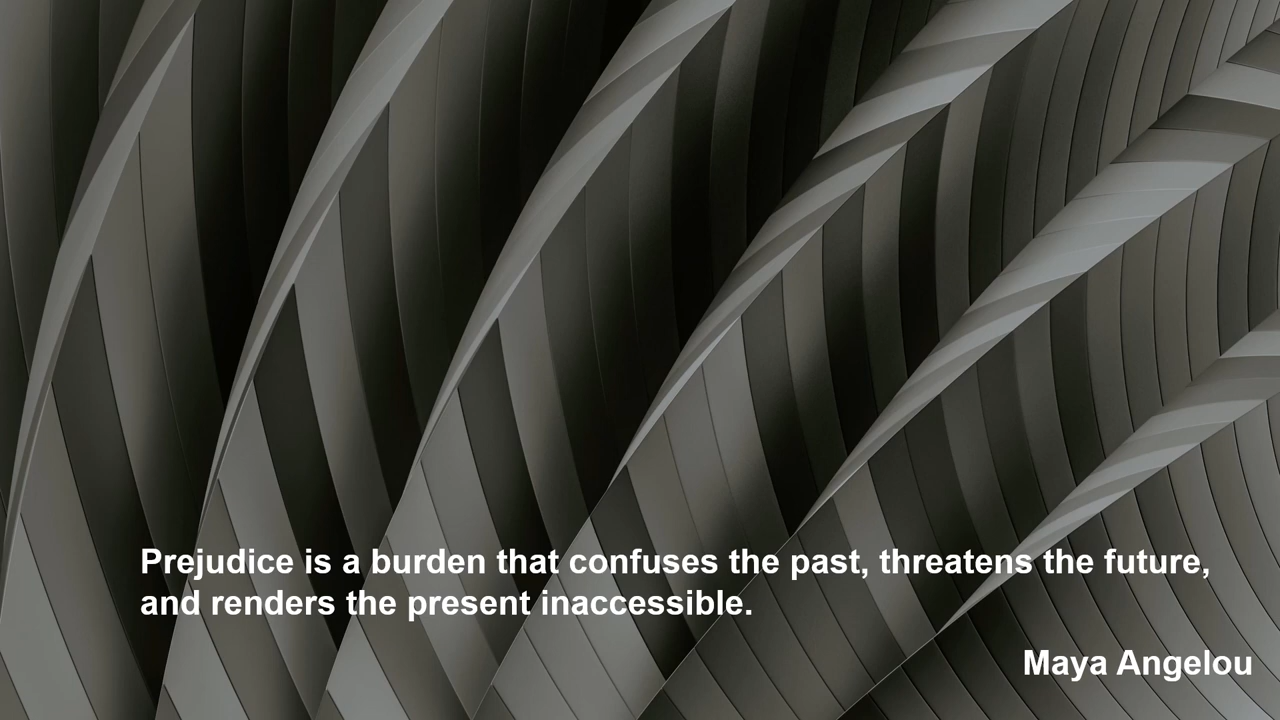 Prejudice is a burden that confuses the past, threatens the future,
and renders the present inaccessible.
Maya Angelou